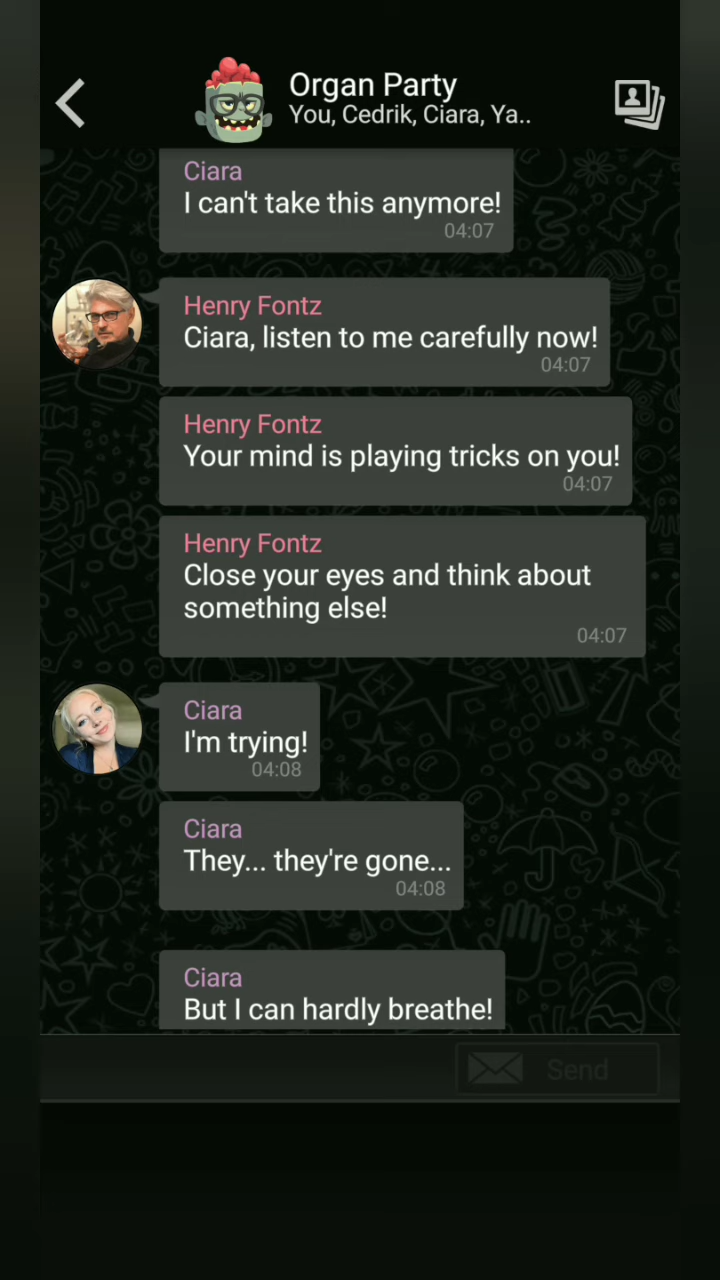 Organ Party
You, Cedrik, Ciara, Ya..
Ciara
I can't take this anymore!
04:07
Henry Fontz
Ciara, listen to me carefully now!
04:07
Henry Fontz
Your mind is playing tricks on you!
04:07
Henry Fontz
Close your eyes and think about
something else!
04:07
Ciara
I'm trying!
04:08
Ciara
They... they're gone...
04:08
Ciara
But I can hardly breathe!
Send